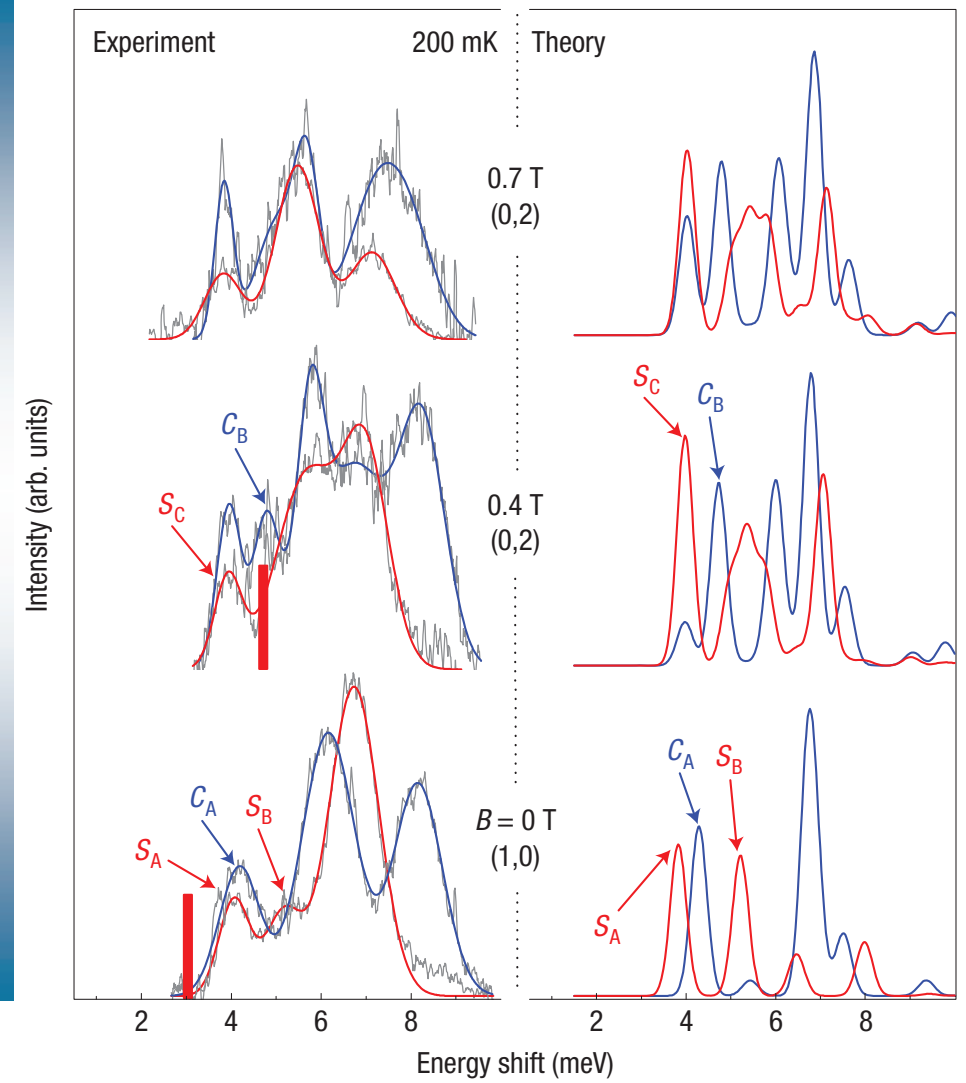 Experiment 200 mK Theory
0.7 T
(0,2)
S_C
C_B
C_B
0.4 T
S_C
(0,2)
Intensity (arb. units)
C_A
S_B
C_A
S_B
B = 0 T
S_A
(1,0)
S_A
2 4 6 8 2 4 6 8
Energy shift (meV)